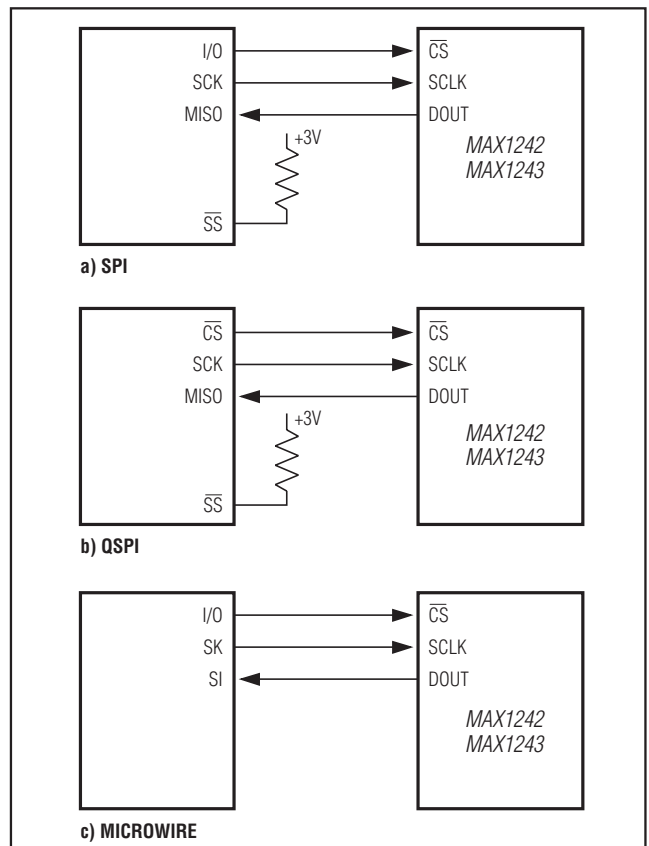 I/O CS
SCK SCLK
MISO DOUT
+3V
MAX1242
MAX1243
SS
a) SPI
CS CS
SCK SCLK
MISO DOUT
+3V
MAX1242
MAX1243
SS
b) QSPI
I/O CS
SK SCLK
SI DOUT
MAX1242
MAX1243
c) MICROWIRE